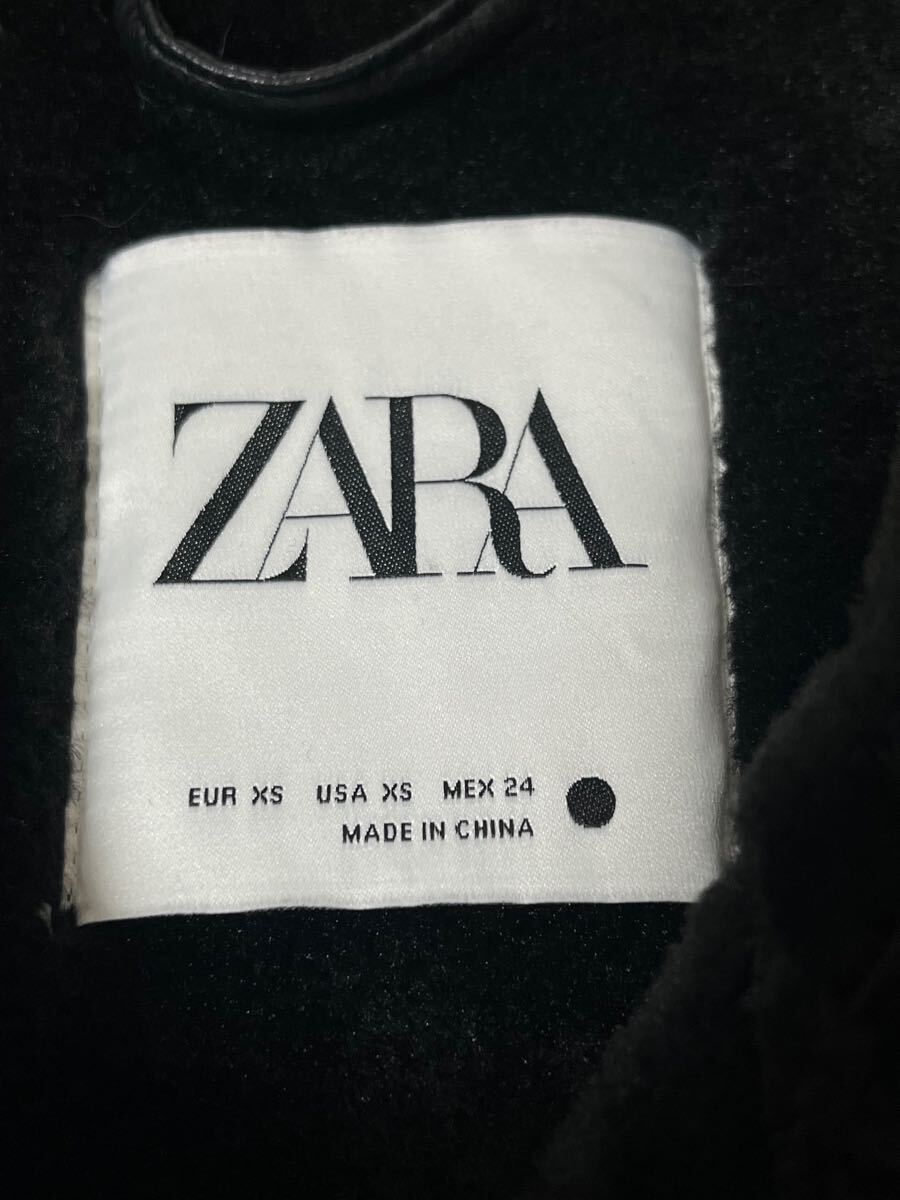 ZARA
EUR XS USA XS MEX 24
MADE IN CHINA